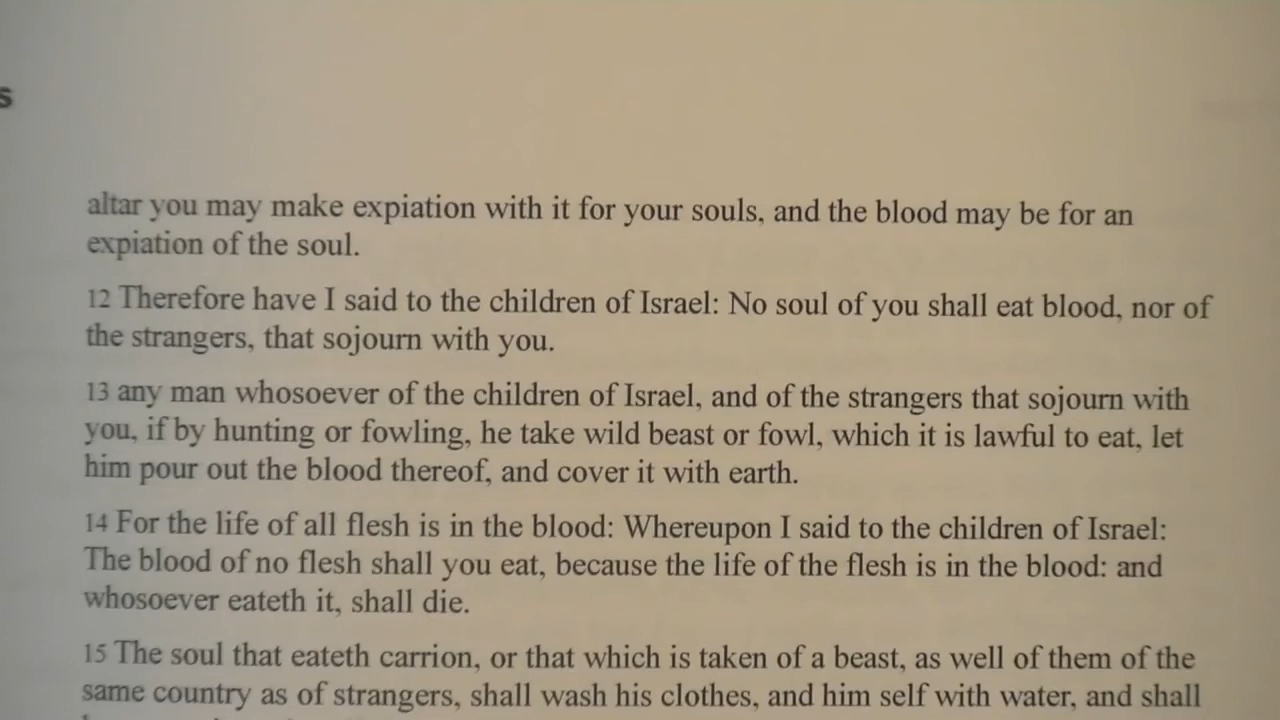 s
altar you may make expiation with it for your souls, and the blood may be for an
expiation of the soul.
12 Therefore have I said to the children of Israel: No soul of you shall eat blood, nor of
the strangers, that sojourn with you.
13 any man whosoever of the children of Israel, and of the strangers that sojourn with
you, if by hunting or fowling, he take wild beast or fowl, which it is lawful to eat, let
him pour out the blood thereof, and cover it with earth.
14 For the life of all flesh is in the blood: Whereupon I said to the children of Israel:
The blood of no flesh shall you eat, because the life of the flesh is in the blood: and
whosoever eateth it, shall die.
15 The soul that eateth carrion, or that which is taken of a beast, as well of them of the
same country as of strangers, shall wash his clothes, and him self with water, and shall